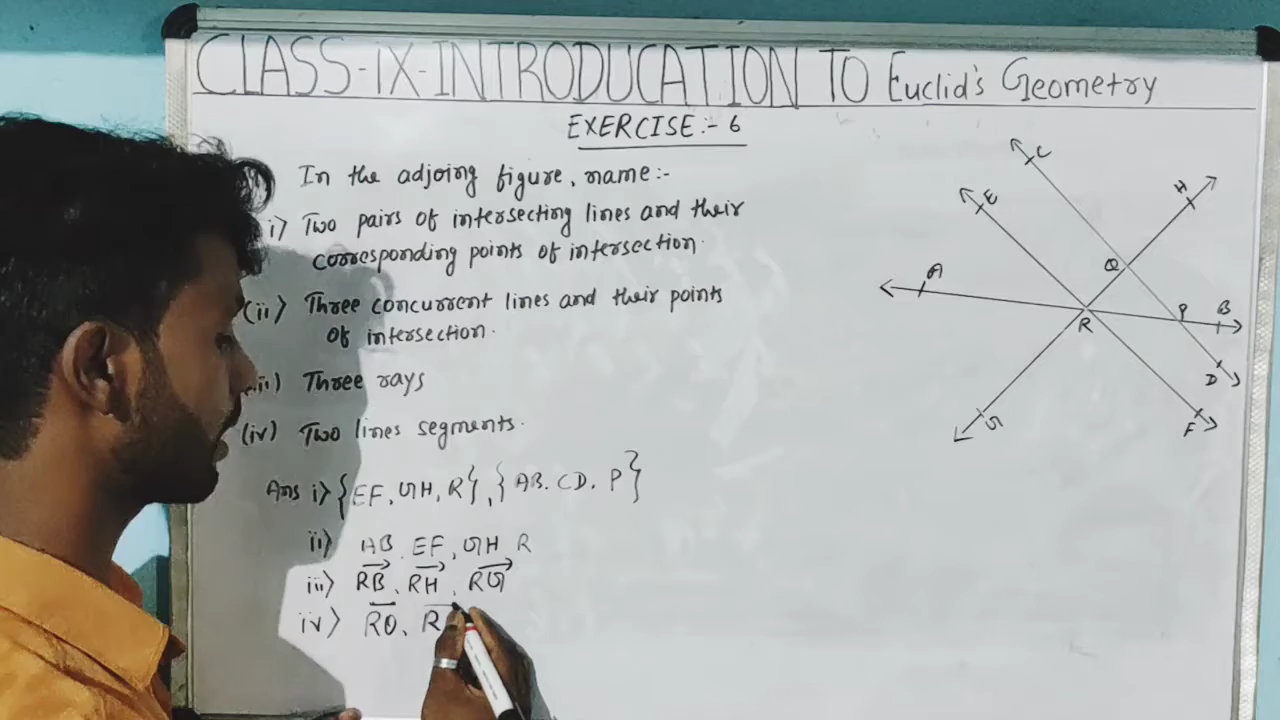 CLASS-iX-INTRODUCATION TO Euclid's Geometry
EXERCISE:- 6
In the adjoing figure, name:-
i) Two pairs of intersecting lines and their
corresponding points of intersection.
(ii) Three concurrent lines and their points
of intersection.
iii) Three rays
(iv) Two lines segments.
Ans i) {EF, GH, R}, {AB. CD. P}
ii) AB, EF, GH R
iii) RB, RH, RG
iv) RQ, R
C
E
H
A
Q
P
B
R
D
G
F